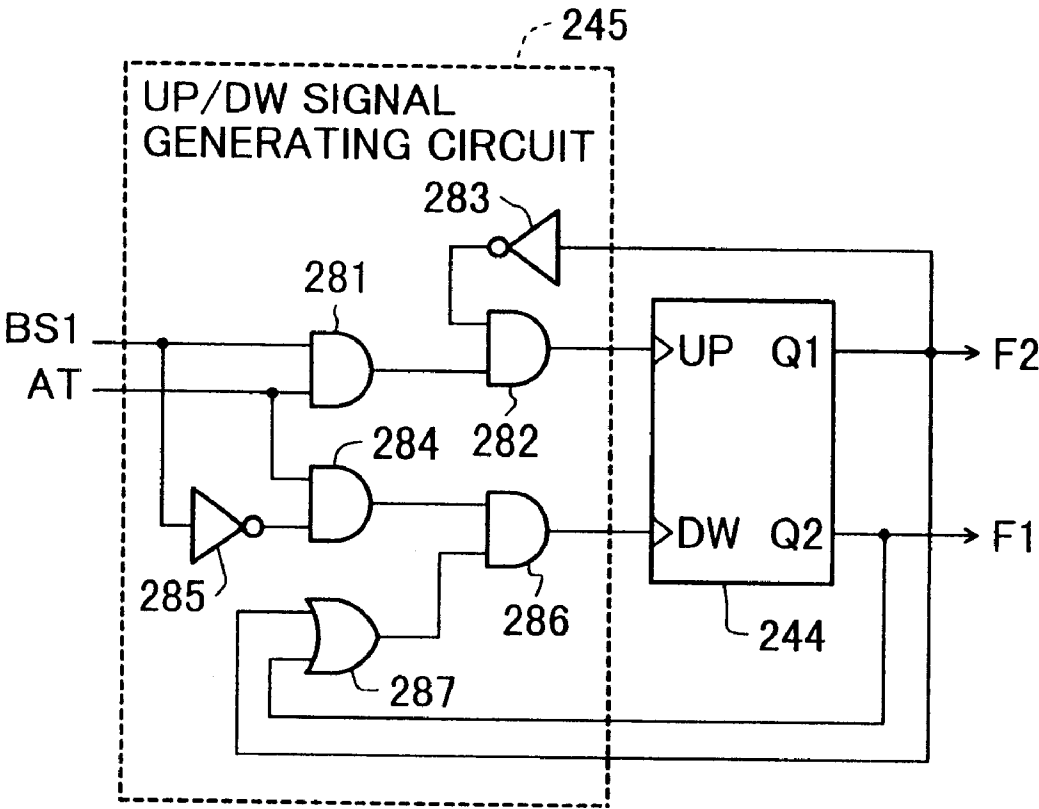 245
UP/DW SIGNAL
GENERATING CIRCUIT
283
281
BS1
UP
Q1
F2
AT
282
284
DW
Q2
F1
285
286
244
287